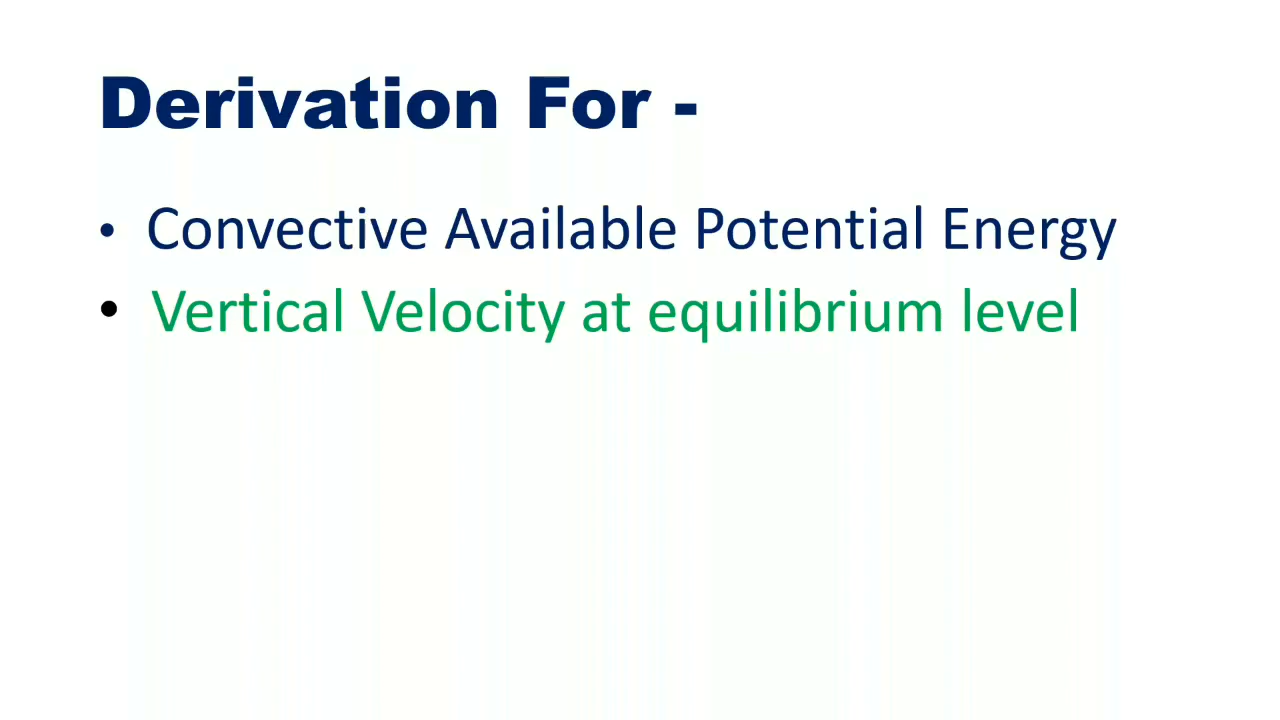 Derivation For -
• Convective Available Potential Energy
• Vertical Velocity at equilibrium level